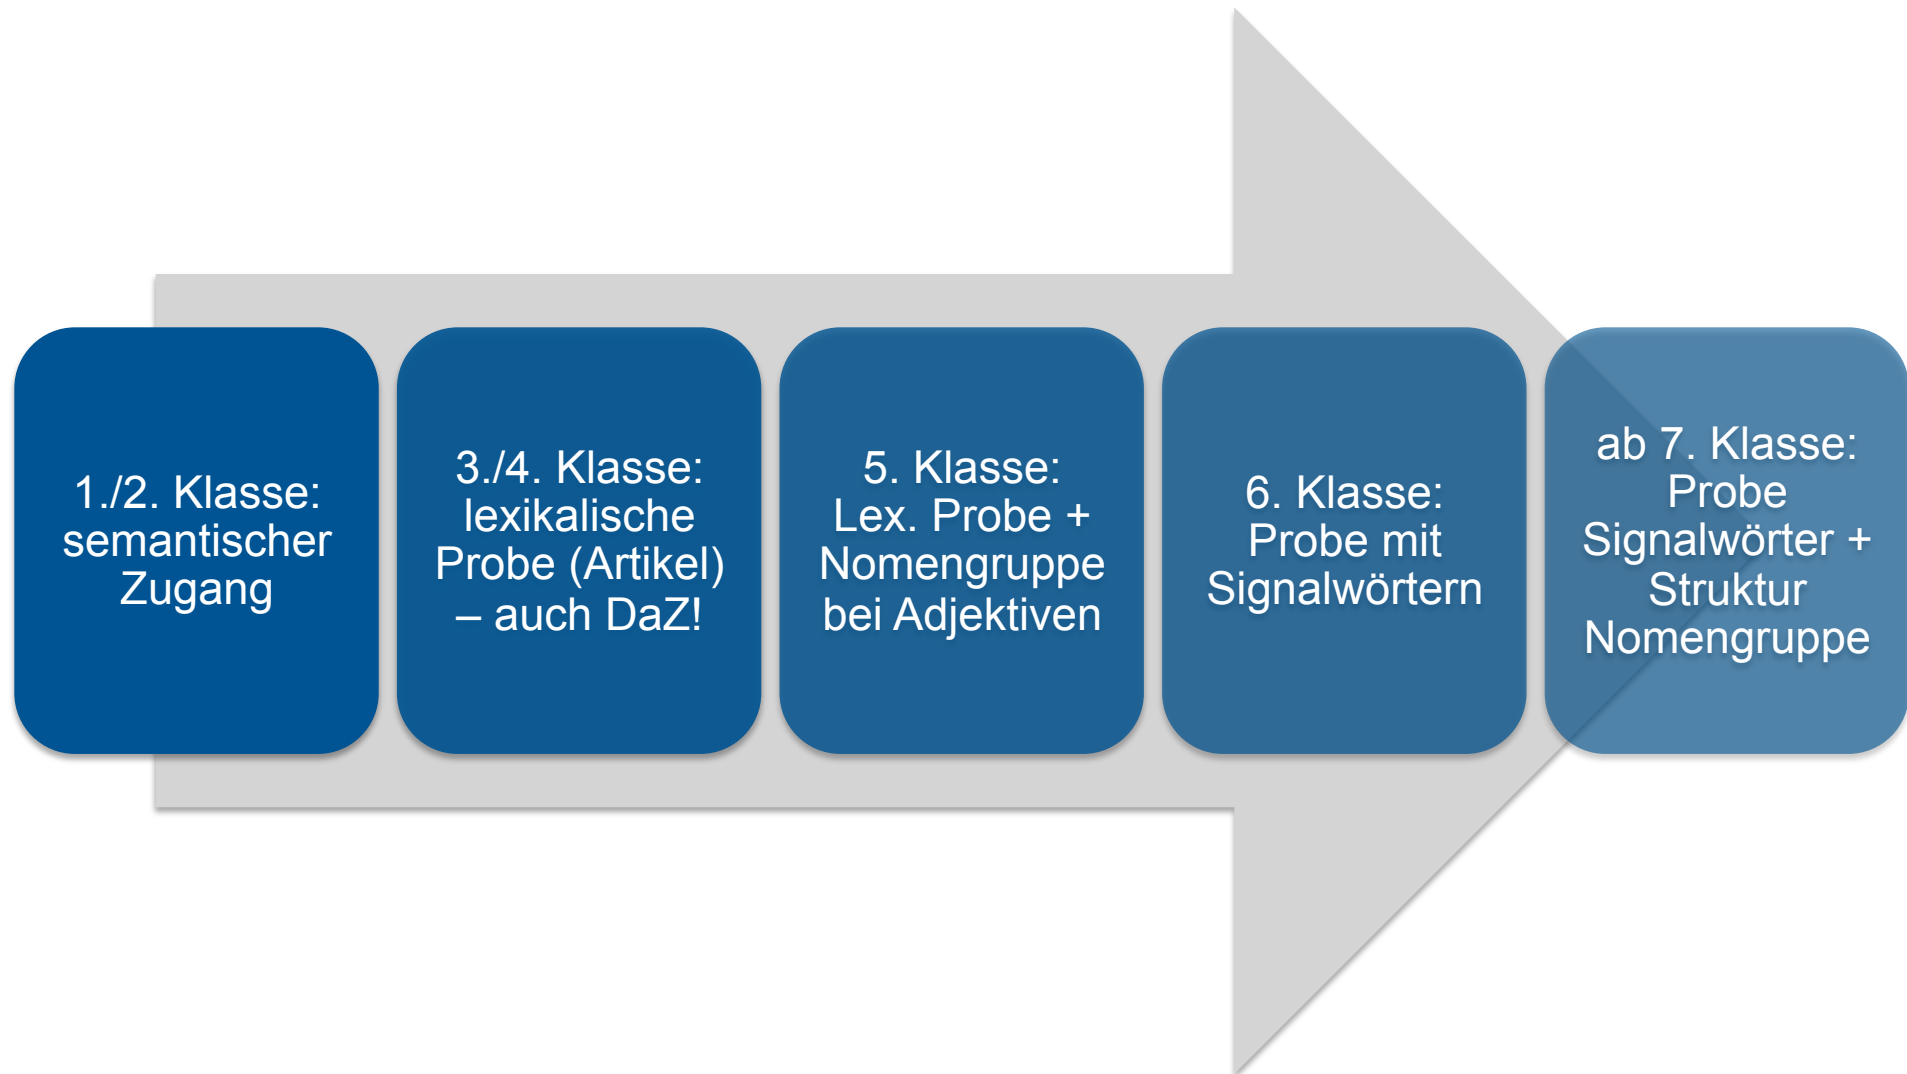 1./2. Klasse:
semantischer
Zugang
3./4. Klasse:
lexikalische
Probe (Artikel)
– auch DaZ!
5. Klasse:
Lex. Probe +
Nomengruppe
bei Adjektiven
6. Klasse:
Probe mit
Signalwörtern
ab 7. Klasse:
Probe
Signalwörter +
Struktur
Nomengruppe